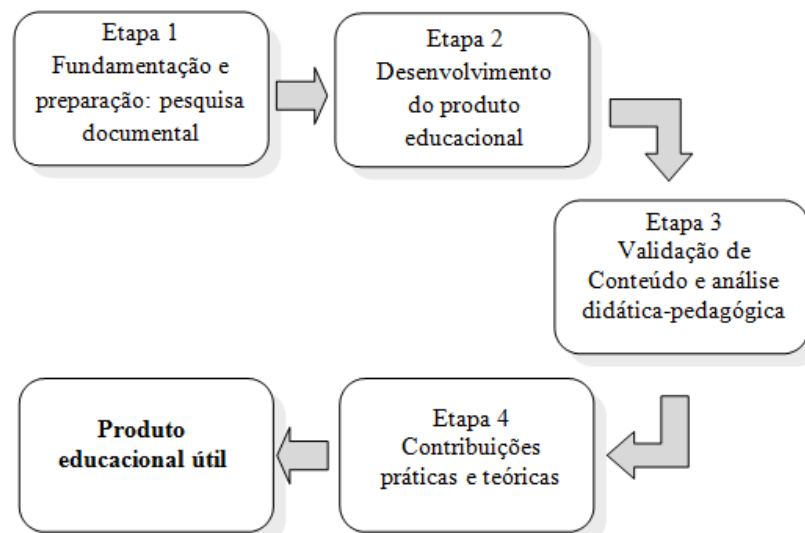 Etapa 1
Fundamentação e
preparação: pesquisa
documental
Etapa 2
Desenvolvimento
do produto
educacional
Etapa 3
Validação de
Conteúdo e análise
didática-pedagógica
Etapa 4
Contribuições
práticas e teóricas
Produto
educacional útil